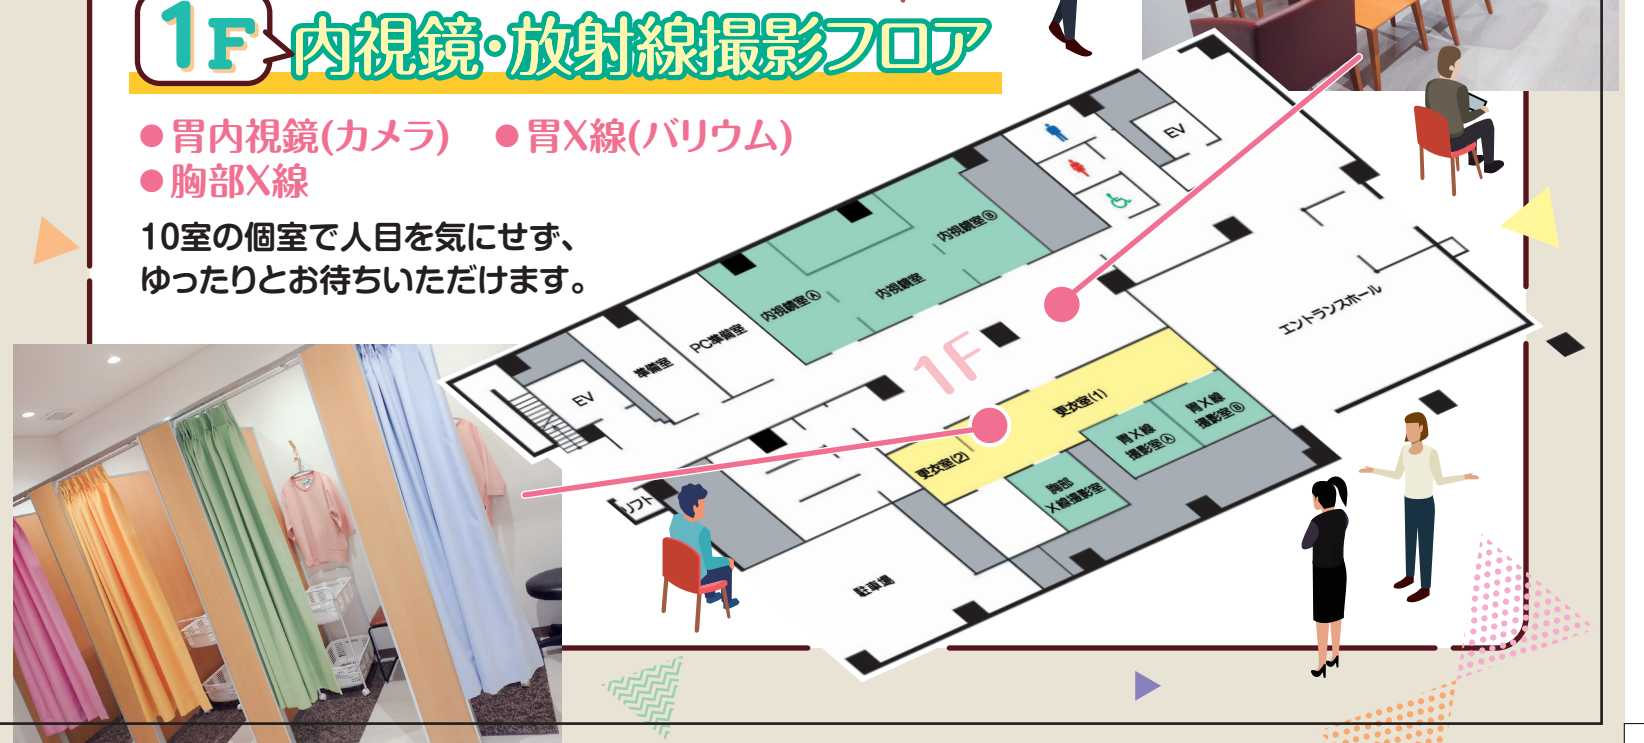 1F 内視鏡・放射線撮影フロア
●胃内視鏡(カメラ) ●胃X線(バリウム)
●胸部X線
10室の個室で人目を気にせず、
ゆったりとお待ちいただけます。
EV
内視鏡室Ⓑ
内視鏡室
内視鏡室Ⓐ
PC準備室
準備室
EV
エントランスホール
1F
更衣室(1)
更衣室(2)
胃X線
撮影室Ⓑ
胃X線
撮影室Ⓐ
胸部
X線撮影室
リフト
駐車場